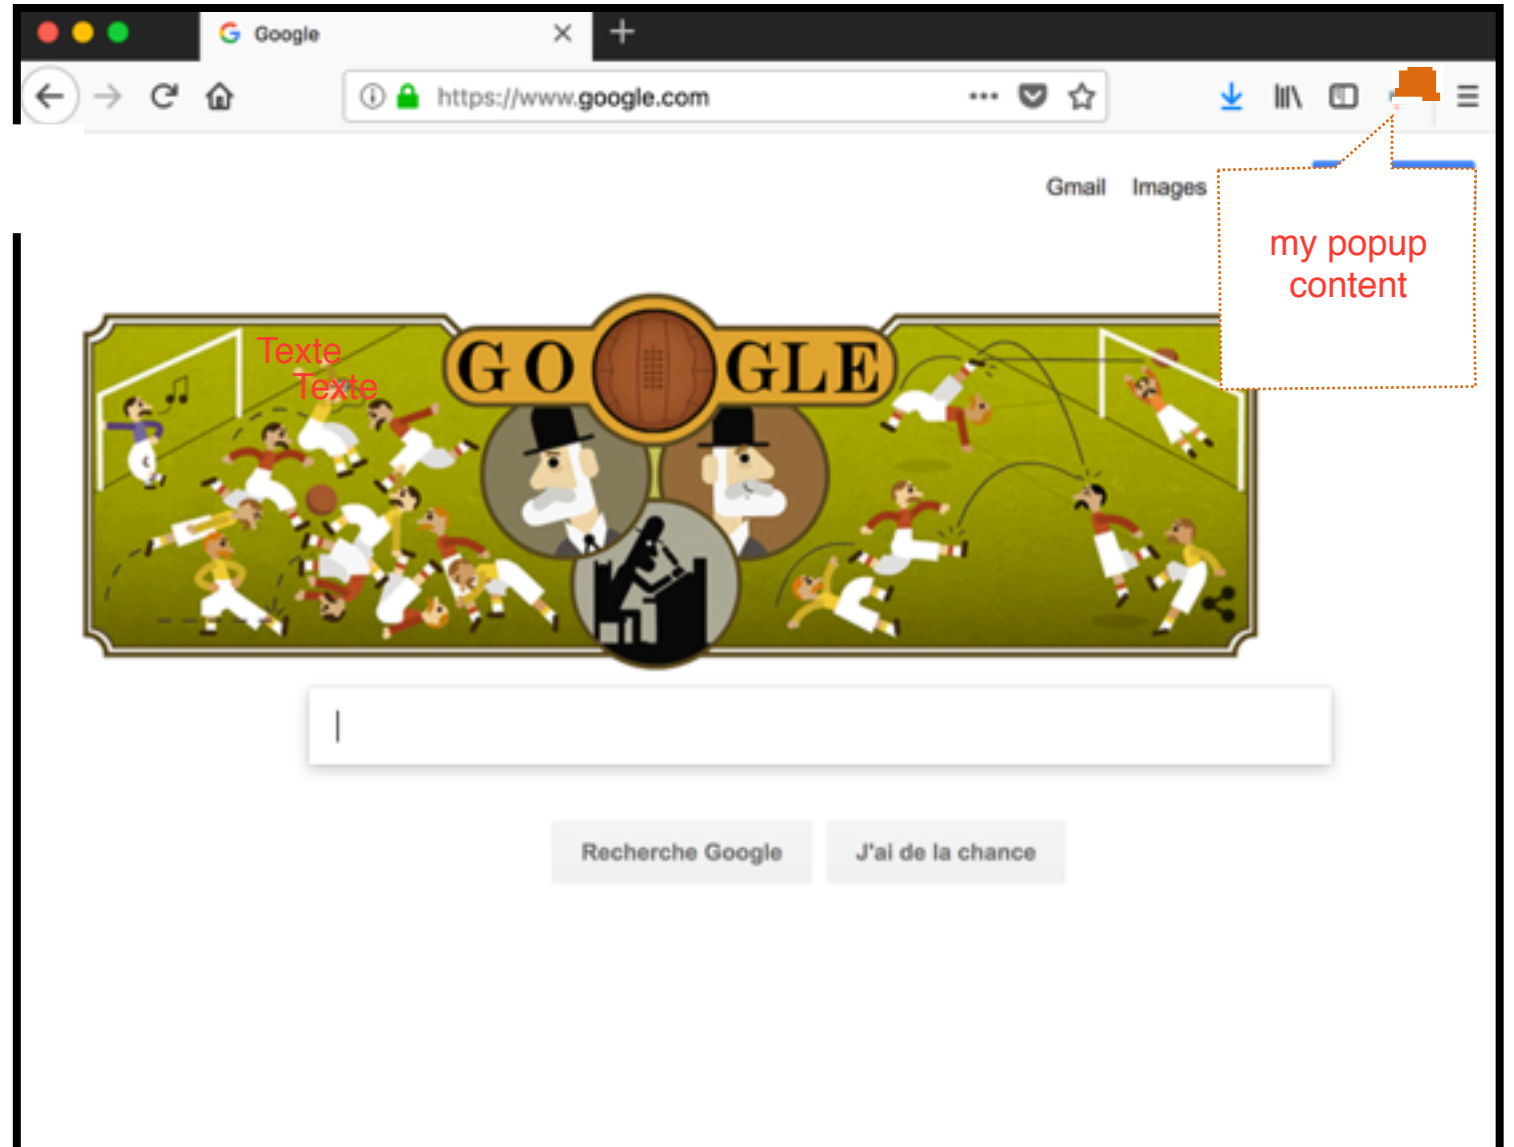 Google
https://www.google.com
Gmail Images
my popup
content
Texte
Texte
GO GLE
Recherche Google J'ai de la chance